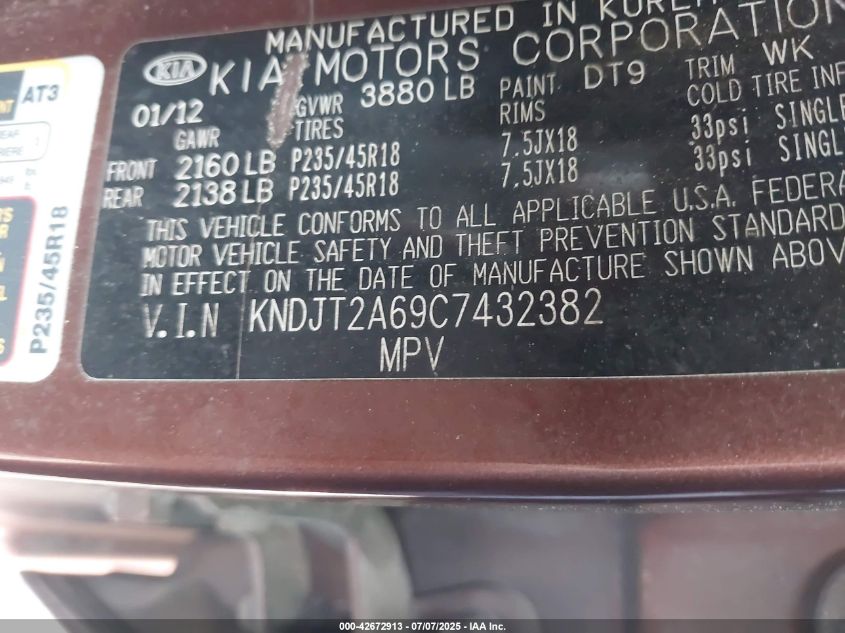 MANUFACTURED IN KOREA
KIA KIA MOTORS CORPORATION
01/12 GVWR 3880 LB PAINT DT9 TRIM WK
GAWR TIRES RIMS COLD TIRE INF
FRONT 2160 LB P235/45R18 7.5JX18 33psi SINGLE
REAR 2138 LB P235/45R18 7.5JX18 33psi SINGL
THIS VEHICLE CONFORMS TO ALL APPLICABLE U.S.A. FEDERA
MOTOR VEHICLE SAFETY AND THEFT PREVENTION STANDARD
IN EFFECT ON THE DATE OF MANUFACTURE SHOWN ABOV
V.I.N KNDJT2A69C7432382
MPV
AT3
P235/45R18
000-42672913 - 07/07/2025 - © IAA Inc.